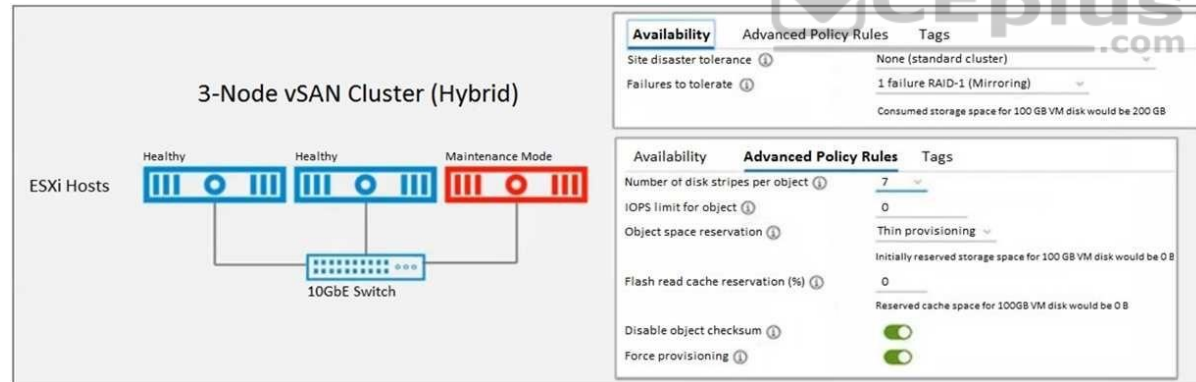 CEplus
.com
3-Node vSAN Cluster (Hybrid)
Healthy
Healthy
Maintenance Mode
ESXi Hosts
10GbE Switch
Availability Advanced Policy Rules Tags
Site disaster tolerance None (standard cluster)
Failures to tolerate 1 failure RAID-1 (Mirroring)
Consumed storage space for 100 GB VM disk would be 200 GB
Availability Advanced Policy Rules Tags
Number of disk stripes per object 7
IOPS limit for object 0
Object space reservation Thin provisioning
Initially reserved storage space for 100 GB VM disk would be 0 B
Flash read cache reservation (%) 0
Reserved cache space for 100GB VM disk would be 0 B
Disable object checksum
Force provisioning